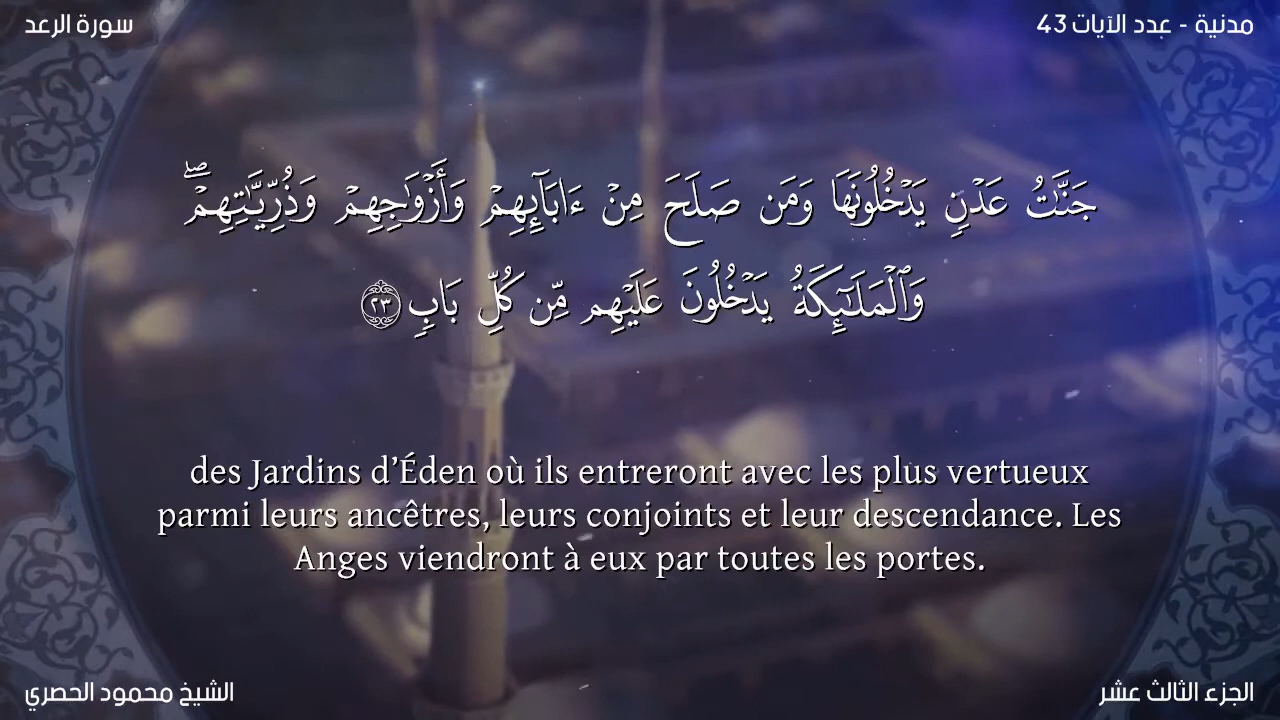 سورة الرعد
مدنية - عدد الآيات 43
جَنَّٰتُ عَدْنٍ يَدْخُلُونَهَا وَمَن صَلَحَ مِنْ ءَابَآئِهِمْ وَأَزْوَٰجِهِمْ وَذُرِّيَّٰتِهِمْۖ
وَٱلْمَلَٰٓئِكَةُ يَدْخُلُونَ عَلَيْهِم مِّن كُلِّ بَابٍ ٢٣
des Jardins d’Éden où ils entreront avec les plus vertueux
parmi leurs ancêtres, leurs conjoints et leur descendance. Les
Anges viendront à eux par toutes les portes.
الشيخ محمود الحصري
الجزء الثالث عشر